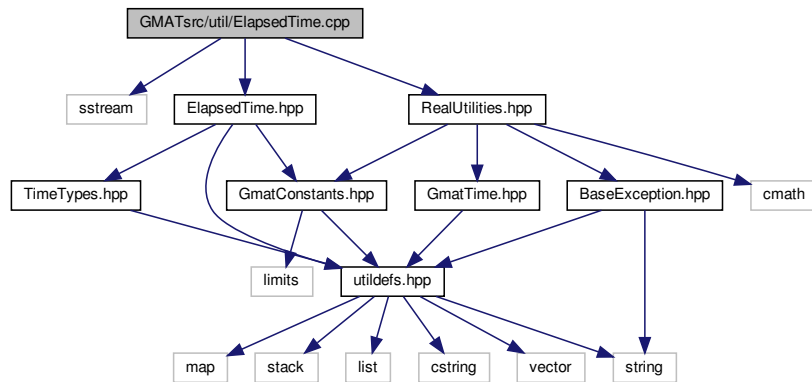 GMATsrc/util/ElapsedTime.cpp
sstream
ElapsedTime.hpp
RealUtilities.hpp
TimeTypes.hpp
GmatConstants.hpp
GmatTime.hpp
BaseException.hpp
cmath
limits
utildefs.hpp
map
stack
list
cstring
vector
string